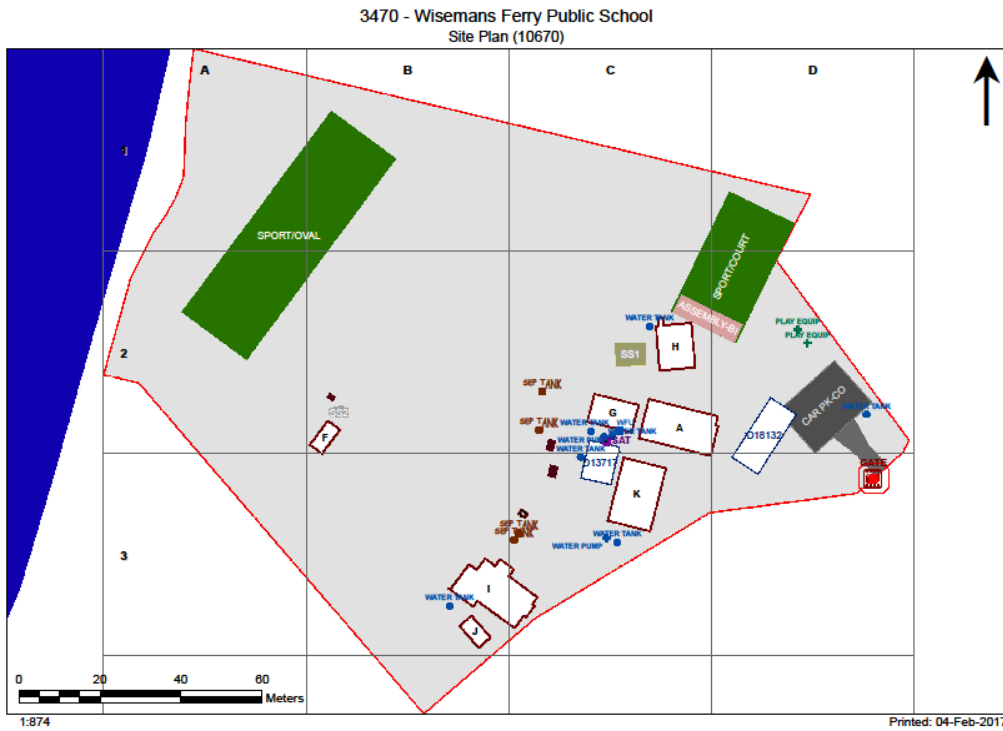 3470 - Wisemans Ferry Public School
Site Plan (10670)
A
B
C
D
1
SPORT/OVAL
SPORT/COURT
ASSEMBLY-BI
WATER TANK
PLAY EQUIP
PLAY EQUIP
H
2
SS1
SEP TANK
SS2
CAR PK-CO
WATER TANK
G
SEP TANK
WATER TANK
WFL
WATER TANK
A
D18132
F
WATER PUMP
SAT
WATER TANK
D13717
GATE
K
SEP TANK
SEP TANK
WATER TANK
WATER PUMP
3
I
WATER TANK
J
0 20 40 60
Meters
1:874
Printed: 04-Feb-2017